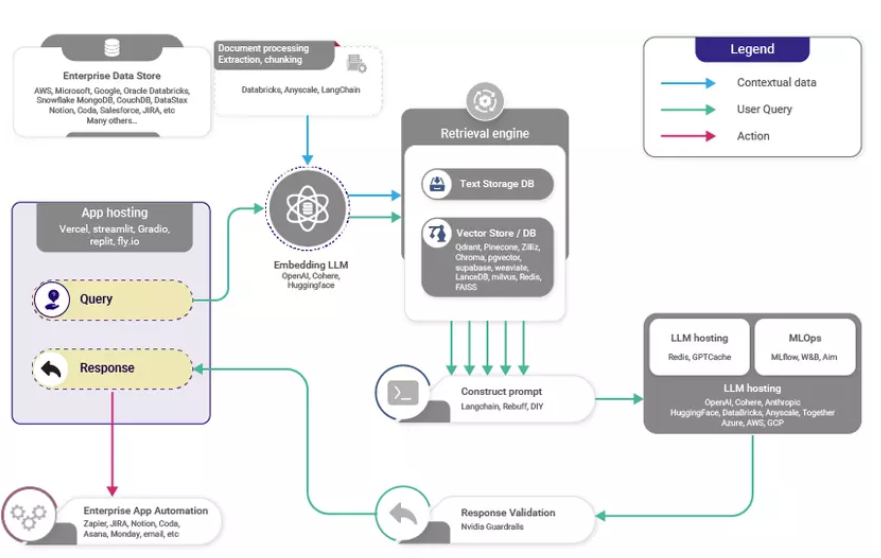 Enterprise Data Store
AWS, Microsoft, Google, Oracle Databricks,
Snowflake MongoDB, CouchDB, DataStax
Notion, Coda, Salesforce, JIRA, etc
Many others...
Document processing
Extraction, chunking
Databricks, Anyscale, LangChain
Legend
Contextual data
User Query
Action
Retrieval engine
Text Storage DB
Vector Store / DB
Qdrant, Pinecone, Zilliz,
Chroma, pgvector,
supabase, weaviate,
LanceDB, milvus, Redis,
FAISS
Embedding LLM
OpenAI, Cohere,
Huggingface
App hosting
Vercel, streamlit, Gradio,
replit, fly.io
Query
Response
Construct prompt
Langchain, Rebuff, DIY
LLM hosting
Redis, GPTCache
MLOps
MLflow, W&B, Aim
LLM hosting
OpenAI, Cohere, Anthropic
HuggingFace, DataBricks, Anyscale, Together
Azure, AWS, GCP
Enterprise App Automation
Zapier, JIRA, Notion, Coda,
Asana, Monday, email, etc
Response Validation
Nvidia Guardrails